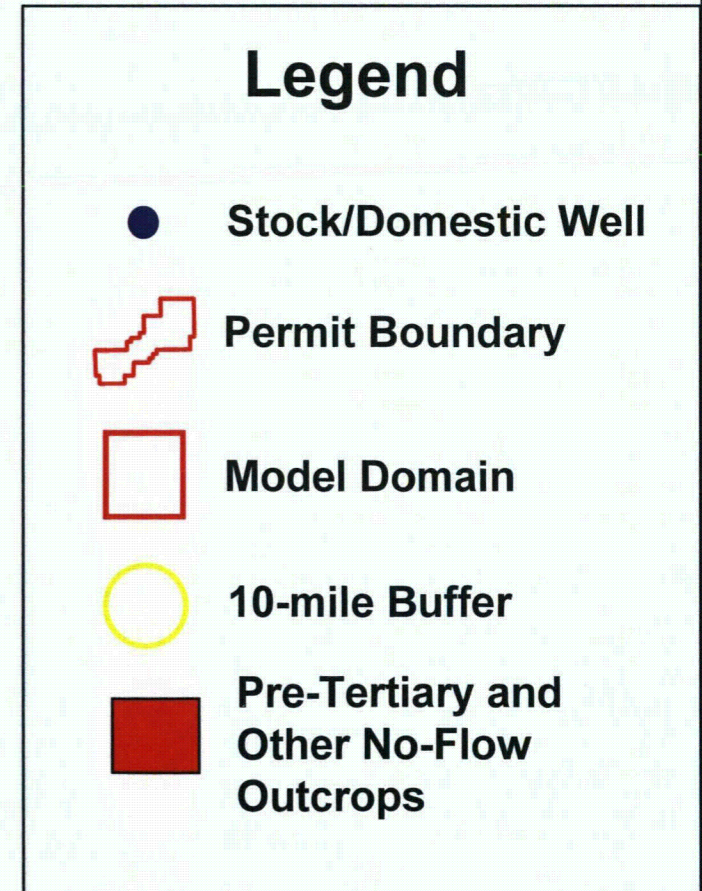 Legend
Stock/Domestic Well
Permit Boundary
Model Domain
10-mile Buffer
Pre-Tertiary and
Other No-Flow
Outcrops